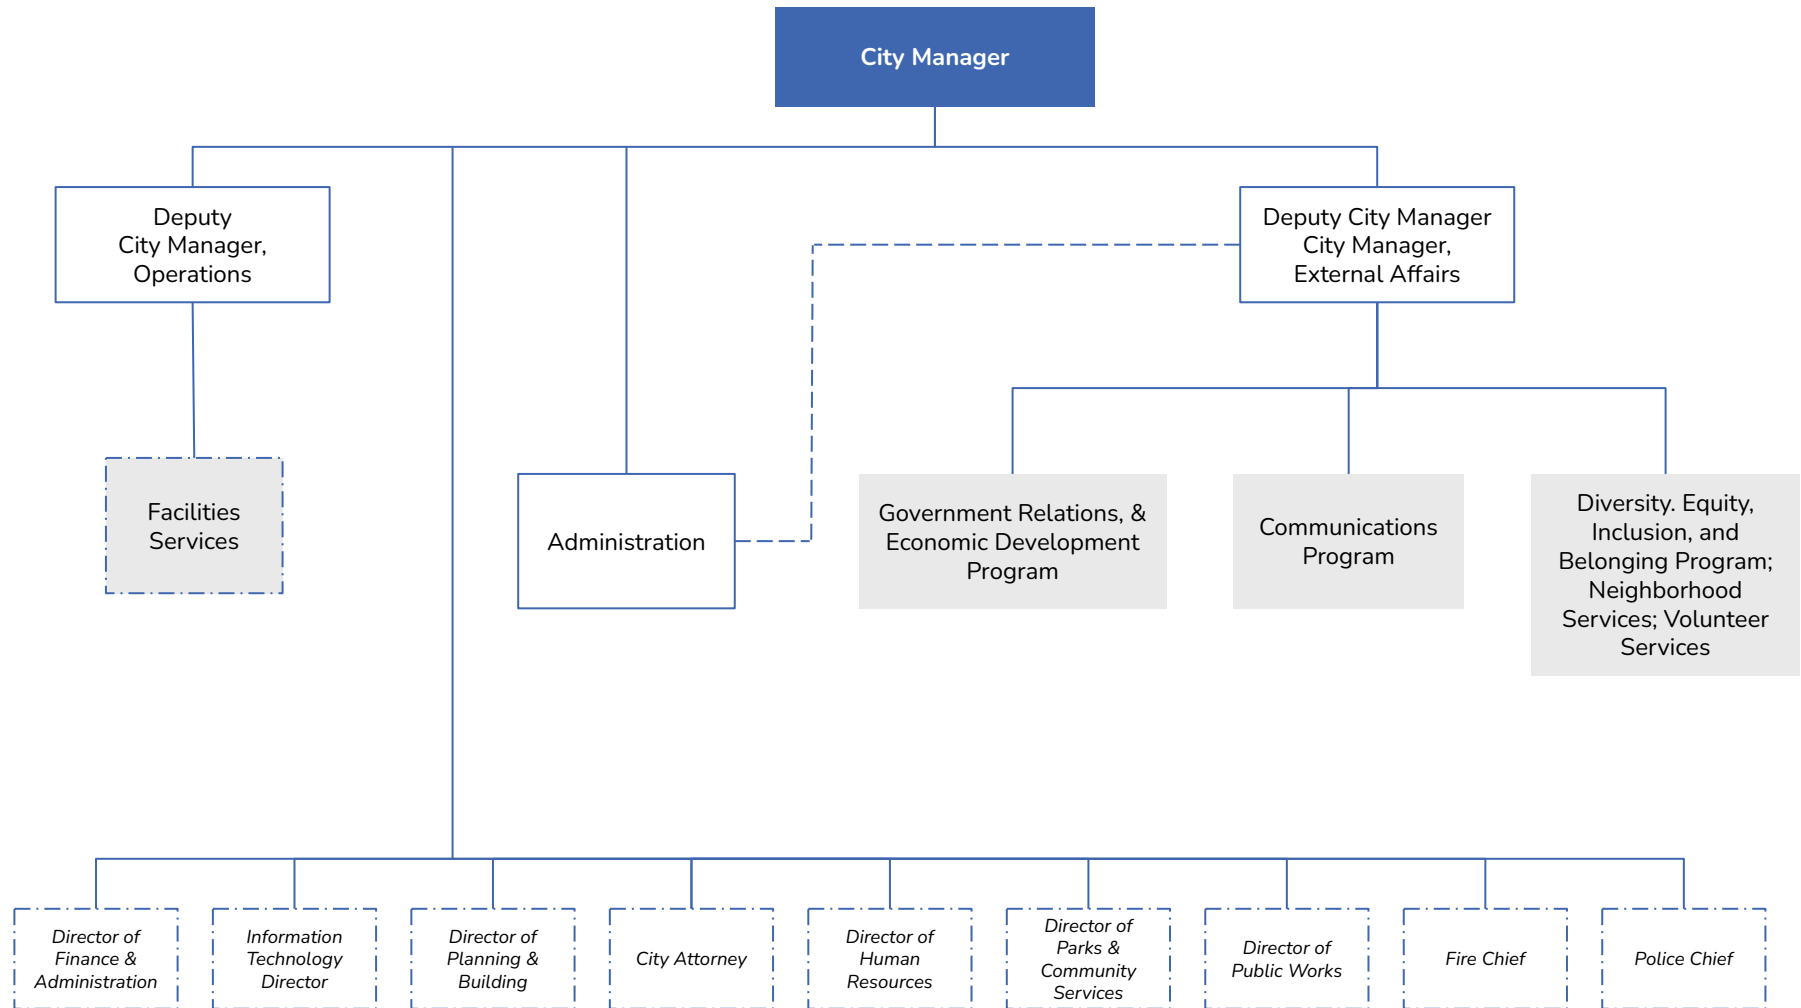 City Manager
Deputy
City Manager,
Operations
Deputy City Manager
City Manager,
External Affairs
Facilities
Services
Administration
Government Relations, &
Economic Development
Program
Communications
Program
Diversity. Equity,
Inclusion, and
Belonging Program;
Neighborhood
Services; Volunteer
Services
Director of
Finance &
Administration
Information
Technology
Director
Director of
Planning &
Building
City Attorney
Director of
Human
Resources
Director of
Parks &
Community
Services
Director of
Public Works
Fire Chief
Police Chief